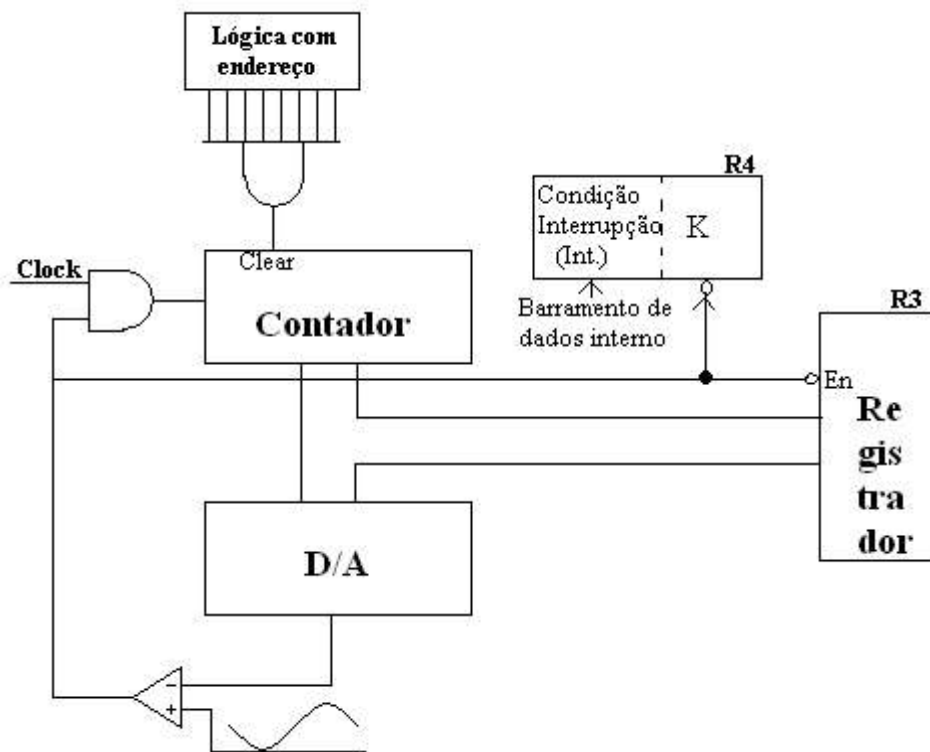 Lógica com
endereço
R4
Condição
Interrupção
(Int.)
K
Clear
Clock
Contador
Barramento de
dados interno
R3
En
Re
gis
tra
dor
D/A
−
+